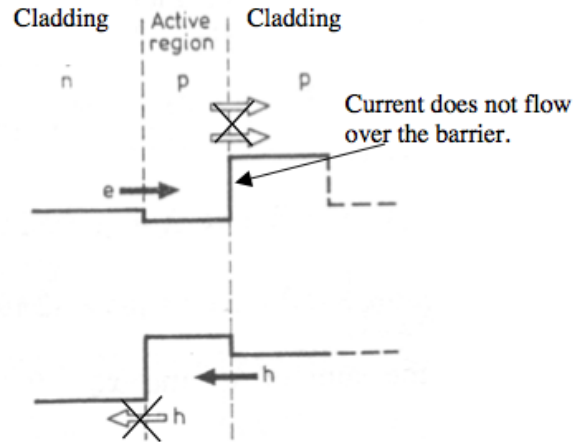 Cladding
Active
region
Cladding
n
p
p
Current does not flow
over the barrier.
e
h
h